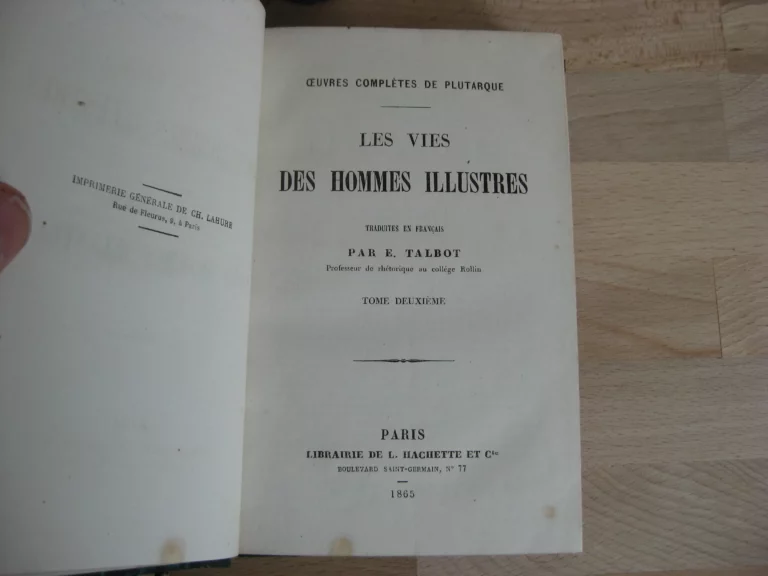 IMPRIMERIE GÉNÉRALE DE CH. LAHURE
Rue de Fleurus, 9, à Paris
ŒUVRES COMPLÈTES DE PLUTARQUE
LES VIES
DES HOMMES ILLUSTRES
TRADUITES EN FRANÇAIS
PAR E. TALBOT
Professeur de rhétorique au collège Rollin
TOME DEUXIÈME
PARIS
LIBRAIRIE DE L. HACHETTE ET Cie
BOULEVARD SAINT-GERMAIN, N° 77
1865